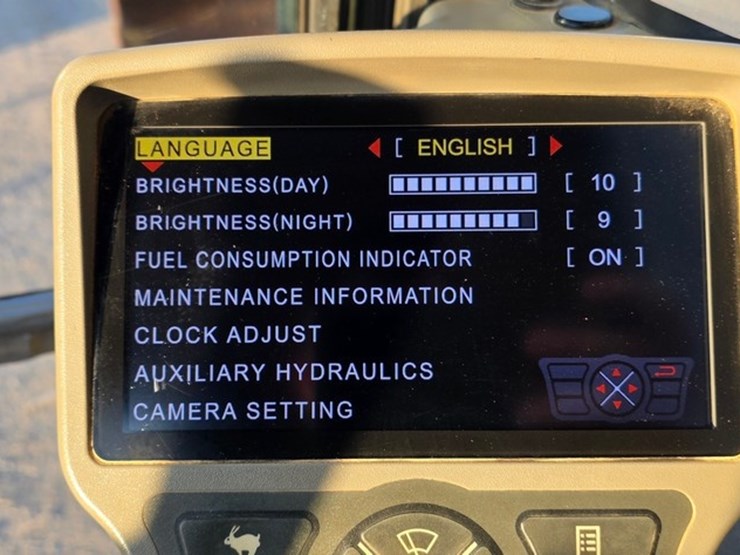 LANGUAGE [ ENGLISH ]
BRIGHTNESS(DAY) [ 10 ]
BRIGHTNESS(NIGHT) [ 9 ]
FUEL CONSUMPTION INDICATOR [ ON ]
MAINTENANCE INFORMATION
CLOCK ADJUST
AUXILIARY HYDRAULICS
CAMERA SETTING